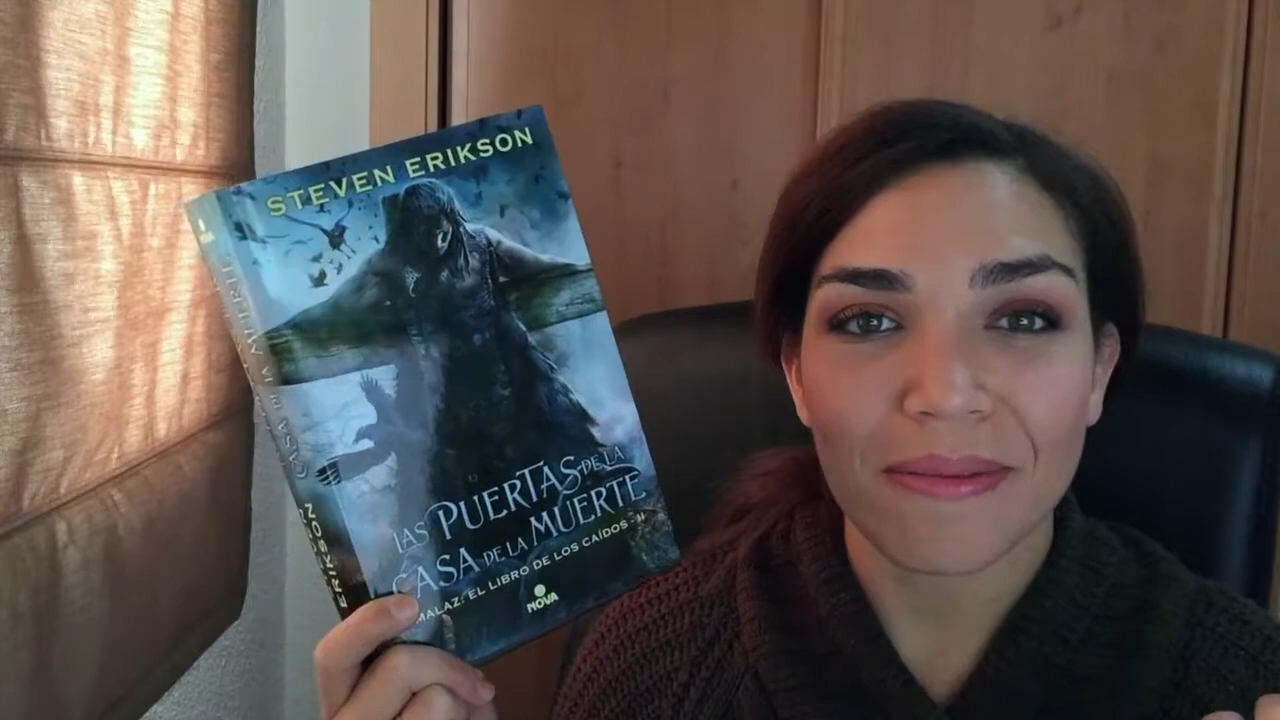 STEVEN ERIKSON
LAS PUERTAS DE LA
CASA DE LA MUERTE
MALAZ: EL LIBRO DE LOS CAÍDOS - II
NOVA
CASA DE LA MUERTE
ERIKSON